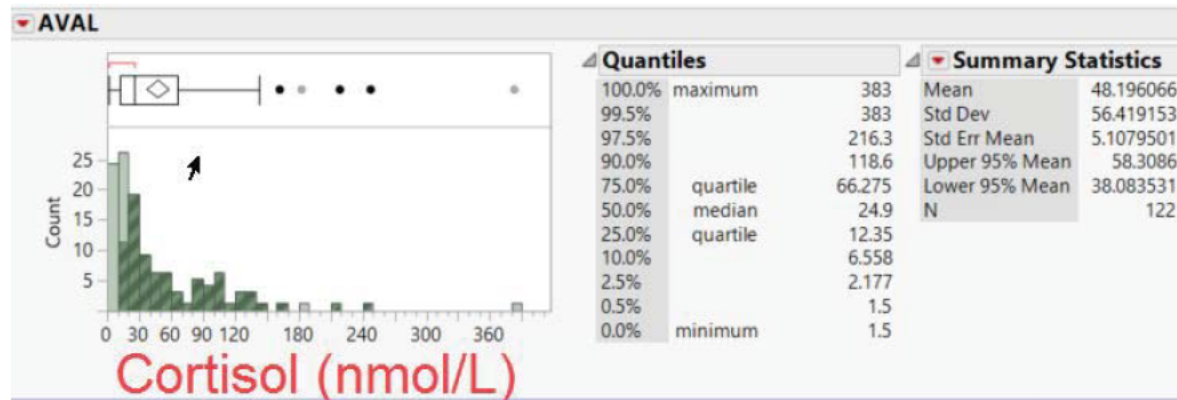 AVAL
Count
25
20
15
10
5
0 30 60 90 120 180 240 300 360
Cortisol (nmol/L)
Quantiles
100.0% maximum 383
99.5% 383
97.5% 216.3
90.0% 118.6
75.0% quartile 66.275
50.0% median 24.9
25.0% quartile 12.35
10.0% 6.558
2.5% 2.177
0.5% 1.5
0.0% minimum 1.5
Summary Statistics
Mean 48.196066
Std Dev 56.419153
Std Err Mean 5.1079501
Upper 95% Mean 58.3086
Lower 95% Mean 38.083531
N 122